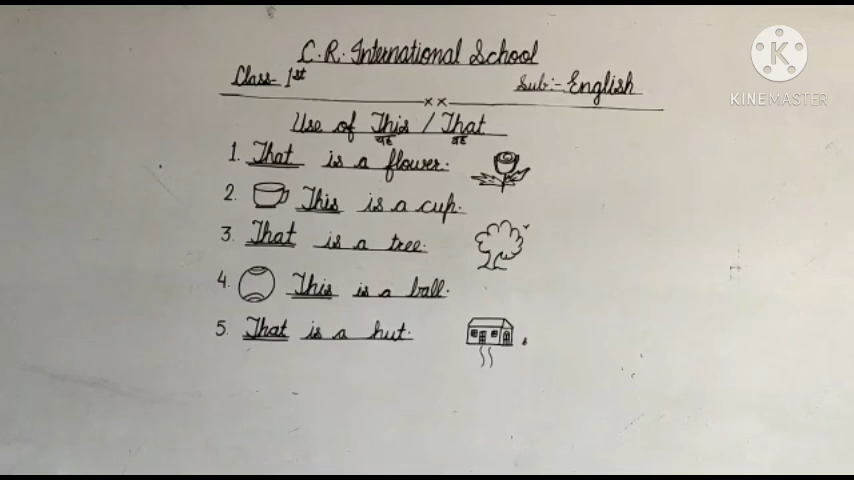 C.R. International School
Class- 1st Sub:- English
Use of This / That
यह वह
1. That is a flower.
2. This is a cup.
3. That is a tree.
4. This is a ball.
5. That is a hut.
K
KINEMASTER